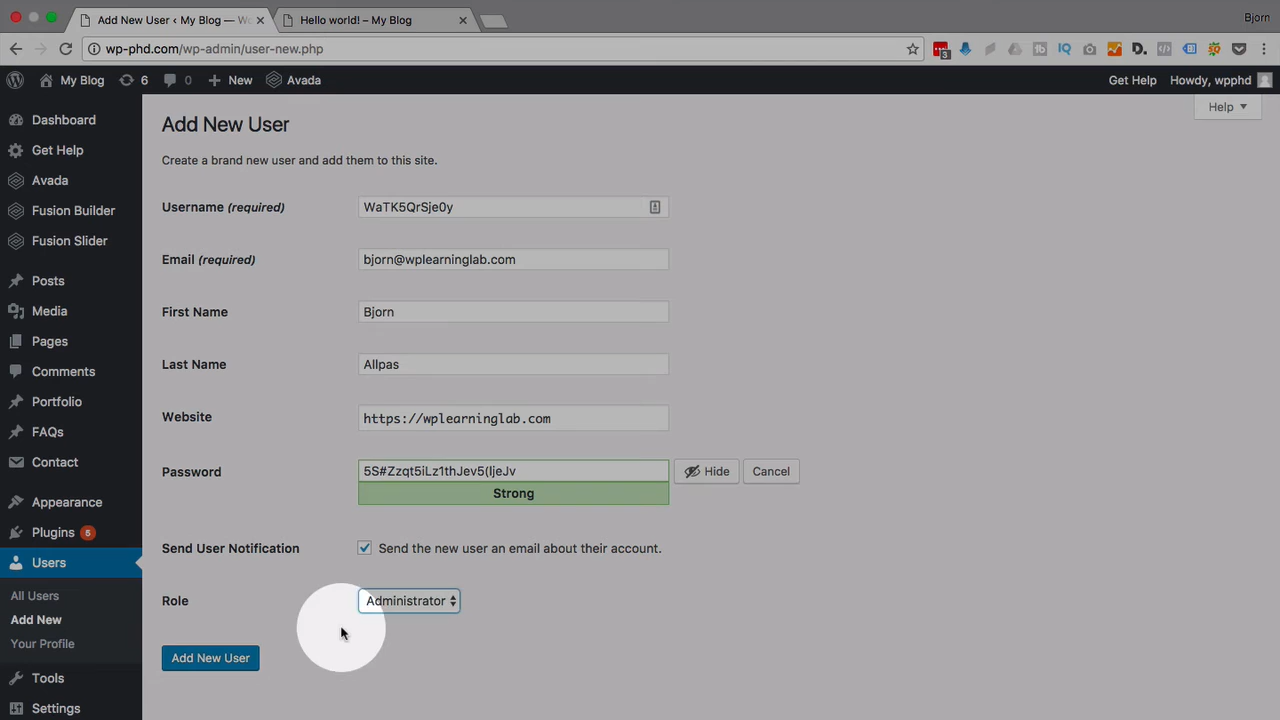 Add New User ‹ My Blog — Wo
Hello world! – My Blog
Bjorn
wp-phd.com/wp-admin/user-new.php
3
My Blog
6
0
New
Avada
Get Help
Howdy, wpphd
Help
Dashboard
Get Help
Avada
Fusion Builder
Fusion Slider
Posts
Media
Pages
Comments
Portfolio
FAQs
Contact
Appearance
Plugins 5
Users
All Users
Add New
Your Profile
Tools
Settings
Add New User
Create a brand new user and add them to this site.
Username (required)
WaTK5QrSje0y
Email (required)
bjorn@wplearninglab.com
First Name
Bjorn
Last Name
Allpas
Website
https://wplearninglab.com
Password
Hide
Cancel
Strong
Send User Notification
Send the new user an email about their account.
Role
Administrator
Add New User